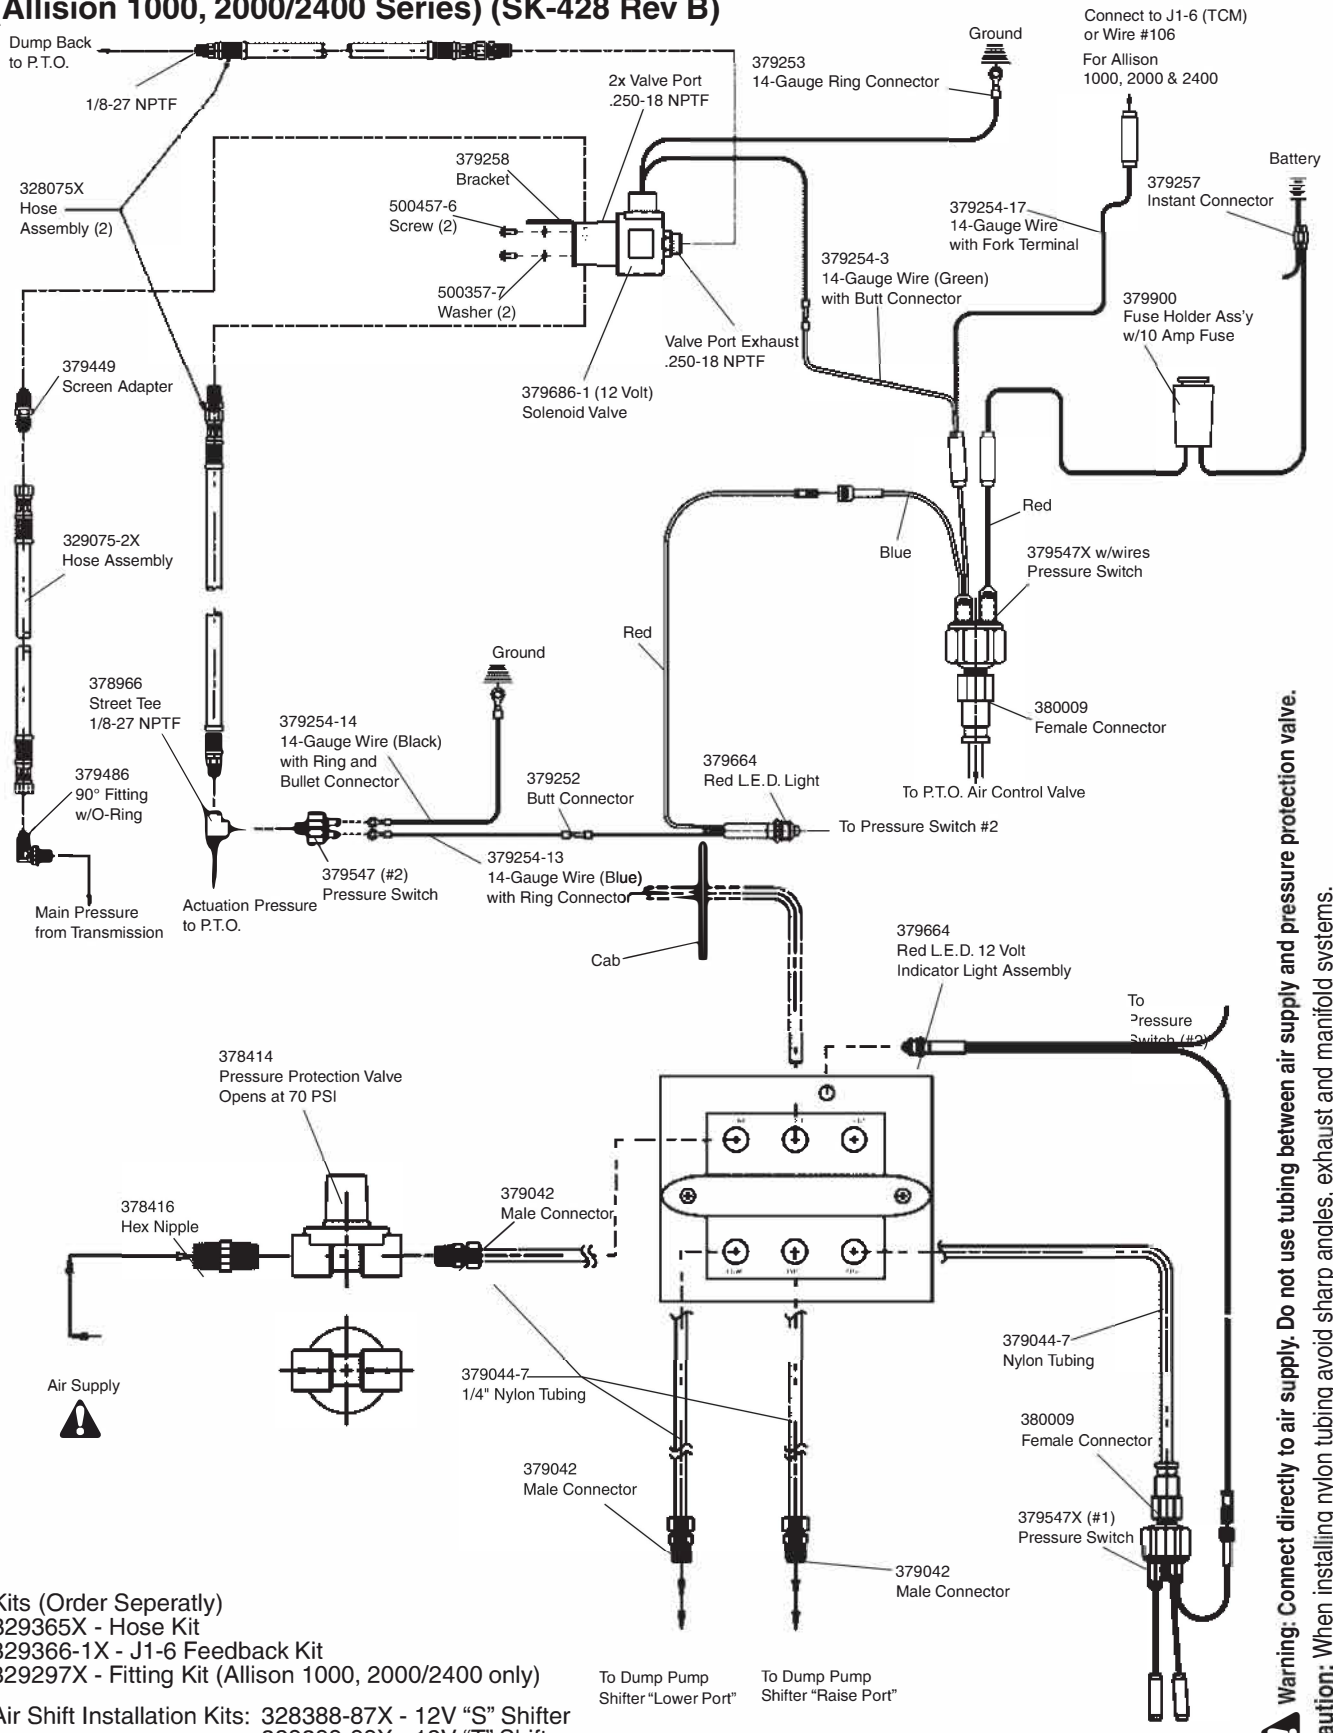 (Allision 1000, 2000/2400 Series) (SK-428 Rev B)
Dump Back
to P.T.O.
1/8-27 NPTF
328075X
Hose
Assembly (2)
2x Valve Port
.250-18 NPTF
379258
Bracket
500457-6
Screw (2)
500357-7
Washer (2)
379253
14-Gauge Ring Connector
Ground
Connect to J1-6 (TCM)
or Wire #106
For Allison
1000, 2000 & 2400
Battery
379257
Instant Connector
379254-17
14-Gauge Wire
with Fork Terminal
379254-3
14-Gauge Wire (Green)
with Butt Connector
379900
Fuse Holder Ass'y
w/10 Amp Fuse
Valve Port Exhaust
.250-18 NPTF
379686-1 (12 Volt)
Solenoid Valve
379449
Screen Adapter
329075-2X
Hose Assembly
Red
Blue
379547X w/wires
Pressure Switch
Red
380009
Female Connector
To P.T.O. Air Control Valve
Ground
378966
Street Tee
1/8-27 NPTF
379254-14
14-Gauge Wire (Black)
with Ring and
Bullet Connector
379252
Butt Connector
379664
Red L.E.D. Light
379486
90° Fitting
w/O-Ring
To Pressure Switch #2
379547 (#2)
Pressure Switch
379254-13
14-Gauge Wire (Blue)
with Ring Connector
Main Pressure
from Transmission
Actuation Pressure
to P.T.O.
Cab
379664
Red L.E.D. 12 Volt
Indicator Light Assembly
To
Pressure
Switch (#2)
378414
Pressure Protection Valve
Opens at 70 PSI
378416
Hex Nipple
379042
Male Connector
Air Supply
379044-7
1/4" Nylon Tubing
379044-7
Nylon Tubing
380009
Female Connector
379042
Male Connector
379547X (#1)
Pressure Switch
379042
Male Connector
To Dump Pump
Shifter “Lower Port”
To Dump Pump
Shifter “Raise Port”
Kits (Order Seperatly)
329365X - Hose Kit
329366-1X - J1-6 Feedback Kit
329297X - Fitting Kit (Allison 1000, 2000/2400 only)
Air Shift Installation Kits: 328388-87X - 12V “S” Shifter
Warning: Connect directly to air supply. Do not use tubing between air supply and pressure protection valve.
aution: When installing nylon tubing avoid sharp angles, exhaust and manifold systems.